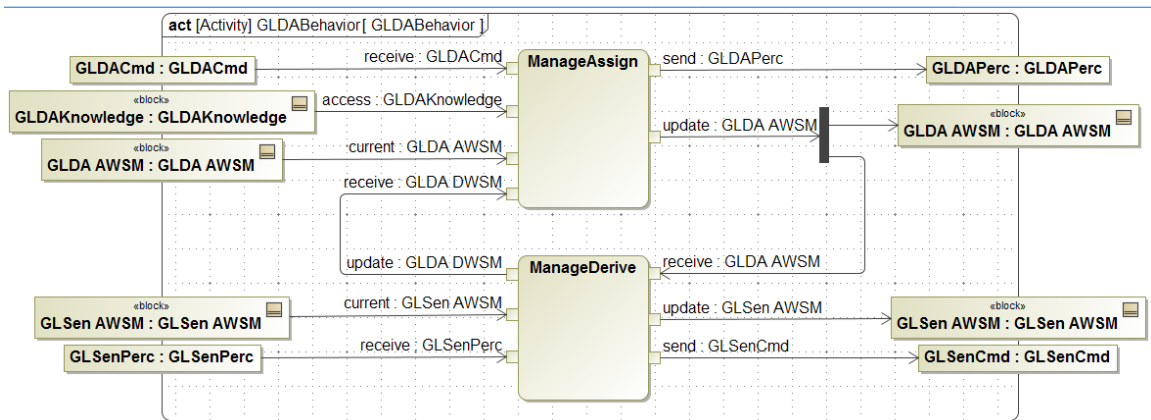 act [Activity] GLDABehavior[ GLDABehavior ]
GLDACmd : GLDACmd
receive : GLDACmd
ManageAssign
send : GLDAPerc
GLDAPerc : GLDAPerc
«block»
GLDAKnowledge : GLDAKnowledge
access : GLDAKnowledge
update : GLDA AWSM
«block»
GLDA AWSM : GLDA AWSM
«block»
GLDA AWSM : GLDA AWSM
current : GLDA AWSM
receive : GLDA DWSM
update : GLDA DWSM
ManageDerive
receive : GLDA AWSM
«block»
GLSen AWSM : GLSen AWSM
current : GLSen AWSM
update : GLSen AWSM
«block»
GLSen AWSM : GLSen AWSM
GLSenPerc : GLSenPerc
receive : GLSenPerc
send : GLSenCmd
GLSenCmd : GLSenCmd